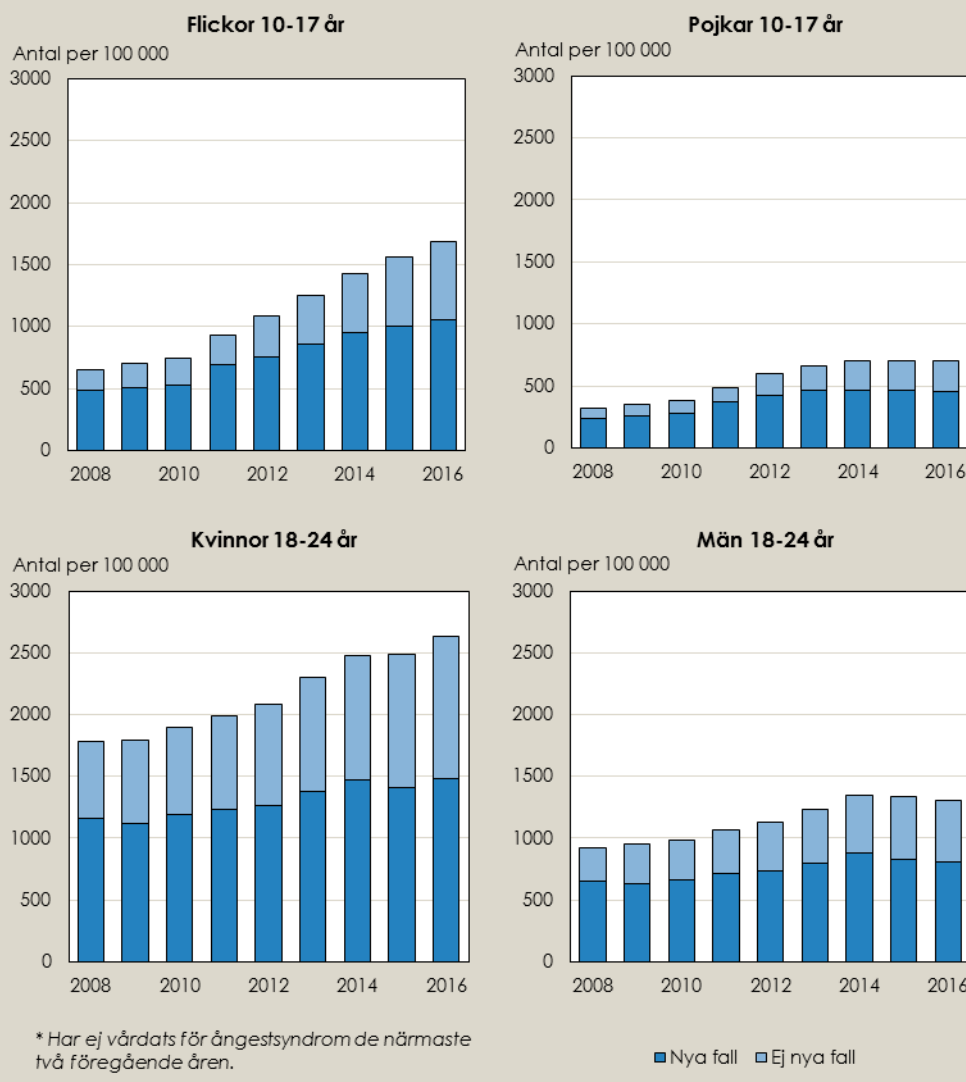 Flickor 10-17 år
Antal per 100 000
3000
2500
2000
1500
1000
500
0
2008 2010 2012 2014 2016
Pojkar 10-17 år
Antal per 100 000
3000
2500
2000
1500
1000
500
0
2008 2010 2012 2014 2016
Kvinnor 18-24 år
Antal per 100 000
3000
2500
2000
1500
1000
500
0
2008 2010 2012 2014 2016
Män 18-24 år
Antal per 100 000
3000
2500
2000
1500
1000
500
0
2008 2010 2012 2014 2016
* Har ej vårdats för ångestsyndrom de närmaste
två föregående åren.
Nya fall Ej nya fall